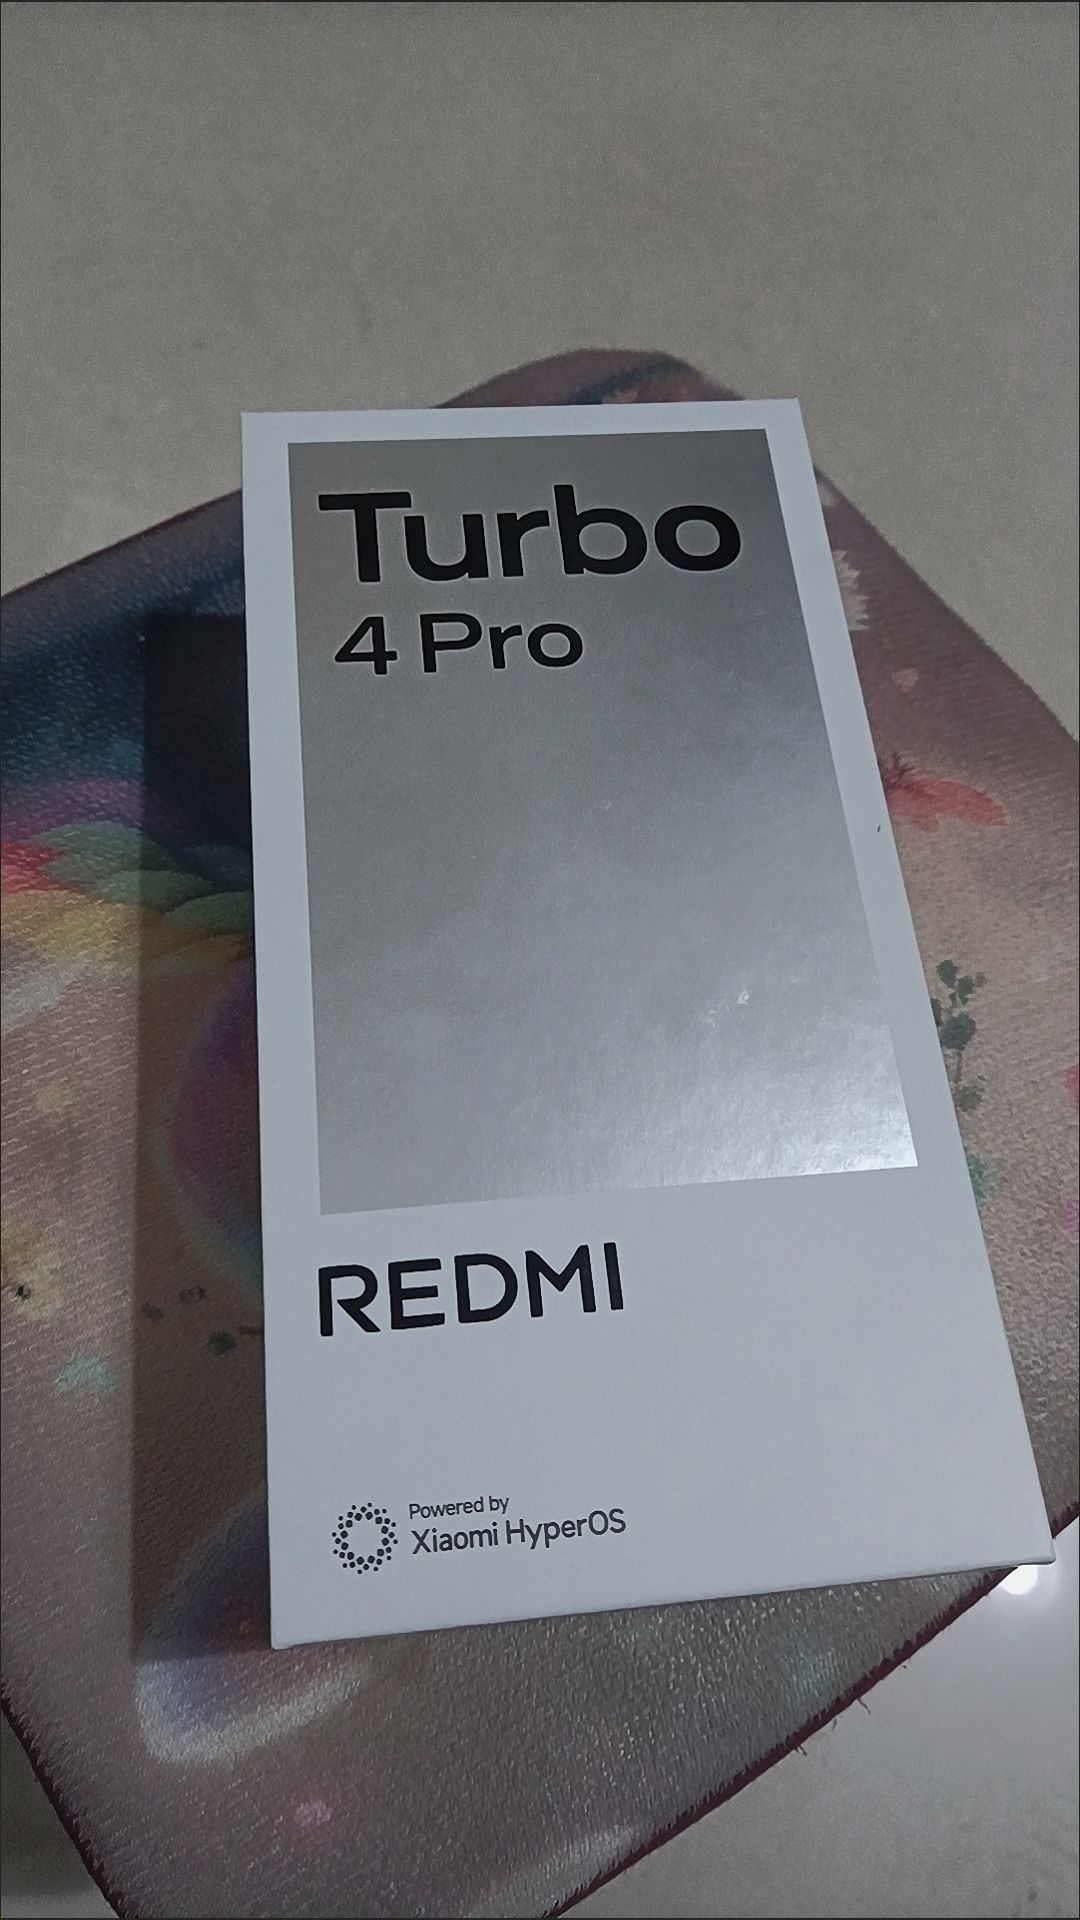 Turbo
4 Pro
REDMI
Powered by
Xiaomi HyperOS